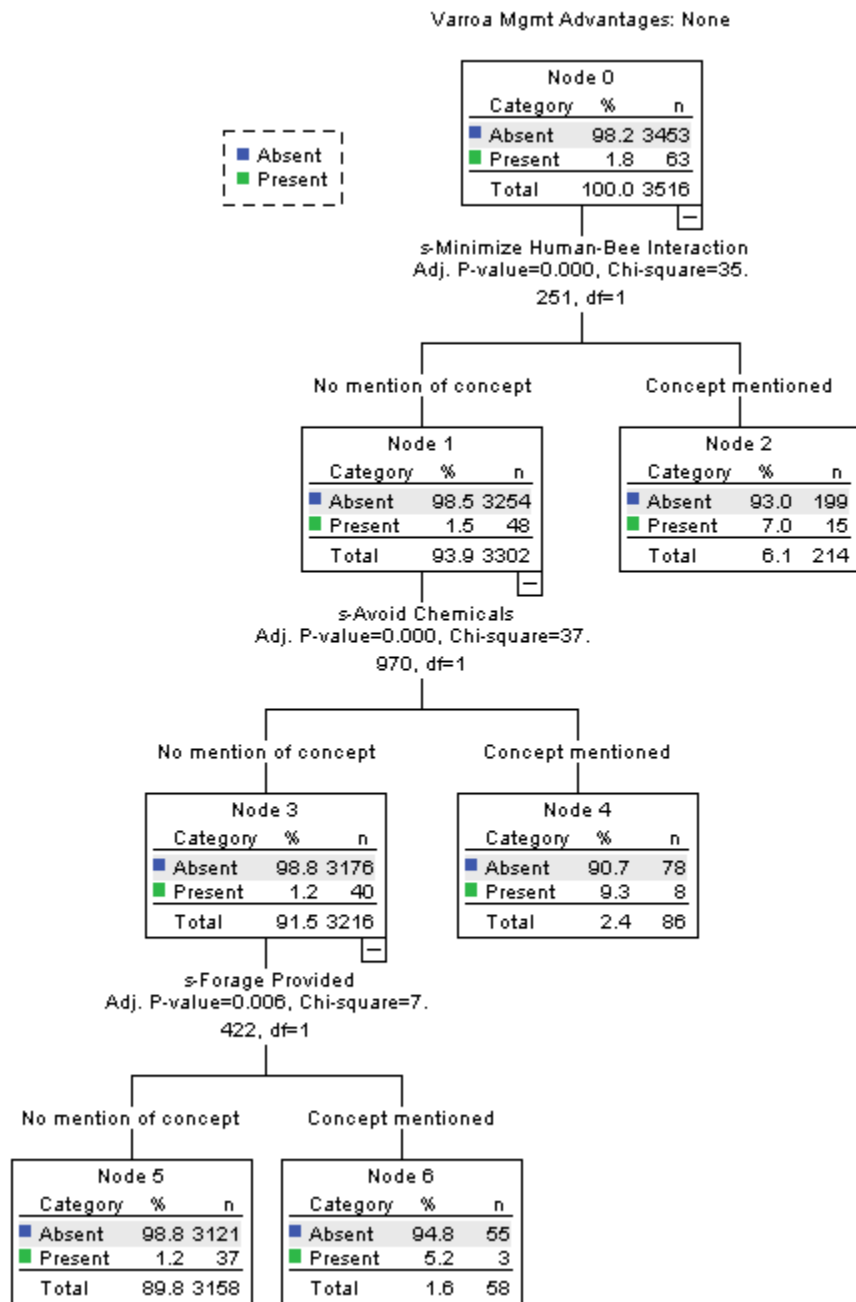 Varroa Mgmt Advantages: None
Node 0
Category % n
Absent 98.2 3453
Present 1.8 63
Total 100.0 3516
Absent
Present
s-Minimize Human-Bee Interaction
Adj. P-value=0.000, Chi-square=35.
251, df=1
No mention of concept Concept mentioned
Node 1
Category % n
Absent 98.5 3254
Present 1.5 48
Total 93.9 3302
Node 2
Category % n
Absent 93.0 199
Present 7.0 15
Total 6.1 214
s-Avoid Chemicals
Adj. P-value=0.000, Chi-square=37.
970, df=1
No mention of concept Concept mentioned
Node 3
Category % n
Absent 98.8 3176
Present 1.2 40
Total 91.5 3216
Node 4
Category % n
Absent 90.7 78
Present 9.3 8
Total 2.4 86
s-Forage Provided
Adj. P-value=0.006, Chi-square=7.
422, df=1
No mention of concept Concept mentioned
Node 5
Category % n
Absent 98.8 3121
Present 1.2 37
Total 89.8 3158
Node 6
Category % n
Absent 94.8 55
Present 5.2 3
Total 1.6 58